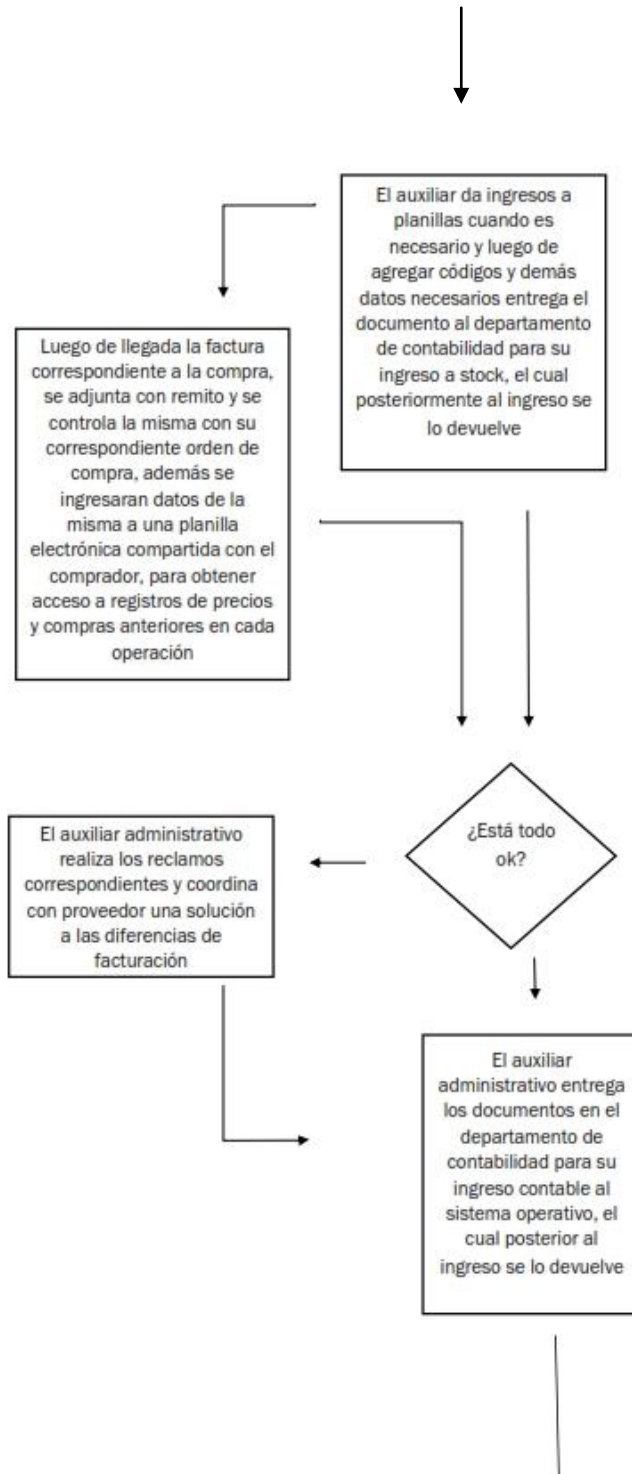 El auxiliar da ingresos a
planillas cuando es
necesario y luego de
agregar códigos y demás
datos necesarios entrega el
documento al departamento
de contabilidad para su
ingreso a stock, el cual
posteriormente al ingreso se
lo devuelve
Luego de llegada la factura
correspondiente a la compra,
se adjunta con remito y se
controla la misma con su
correspondiente orden de
compra, además se
ingresaran datos de la
misma a una planilla
electrónica compartida con el
comprador, para obtener
acceso a registros de precios
y compras anteriores en cada
operación
¿Está todo
ok?
El auxiliar administrativo
realiza los reclamos
correspondientes y coordina
con proveedor una solución
a las diferencias de
facturación
El auxiliar
administrativo entrega
los documentos en el
departamento de
contabilidad para su
ingreso contable al
sistema operativo, el
cual posterior al
ingreso se lo devuelve